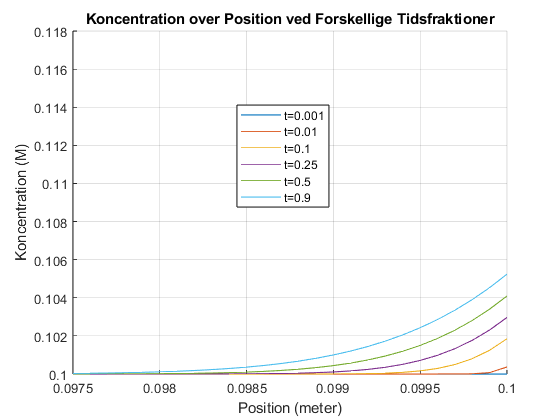 Koncentration over Position ved Forskellige Tidsfraktioner
0.118
0.116
0.114
0.112
0.11
0.108
0.106
0.104
0.102
0.1
Koncentration (M)
t=0.001
t=0.01
t=0.1
t=0.25
t=0.5
t=0.9
0.0975 0.098 0.0985 0.099 0.0995 0.1
Position (meter)